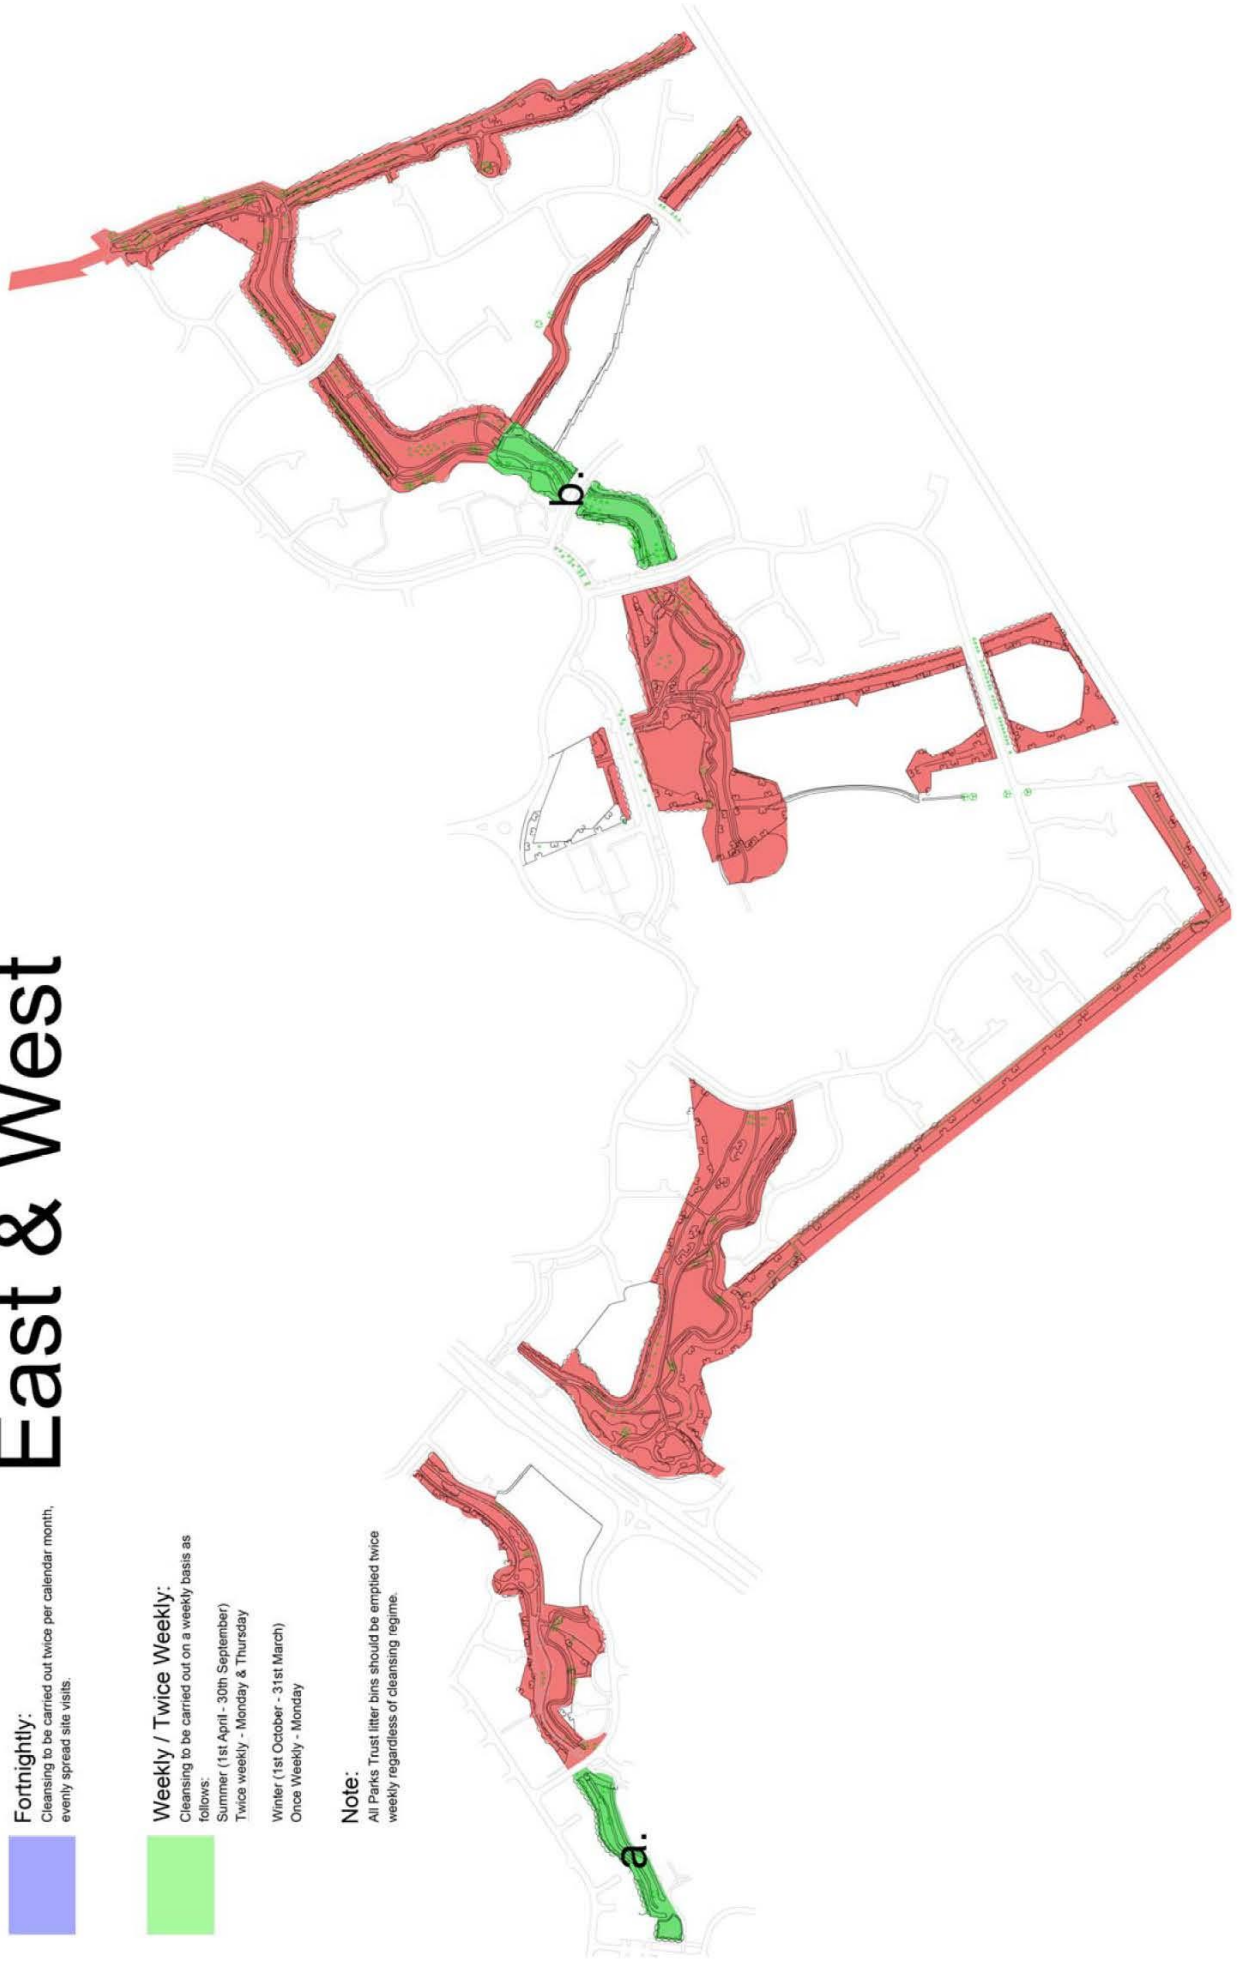 East & West
Fortnightly:
Cleansing to be carried out twice per calendar month,
evenly spread site visits.
Weekly / Twice Weekly:
Cleansing to be carried out on a weekly basis as
follows:
Summer (1st April - 30th September)
Twice weekly - Monday & Thursday
Winter (1st October - 31st March)
Once Weekly - Monday
Note:
All Parks Trust litter bins should be emptied twice
weekly regardless of cleansing regime.
a.
b.